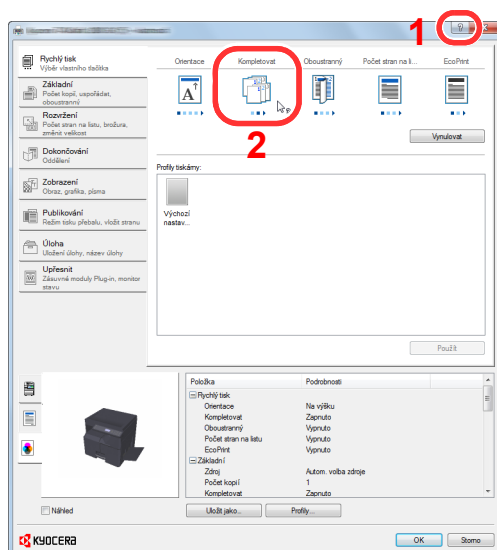 1
?
Rychlý tisk
Výběr vlastního tlačítka
Základní
Počet kopií, uspořádat,
oboustranný
Rozvržení
Počet stran na listu, brožura,
změnit velikost
Dokončování
Oddělení
Zobrazení
Obraz, grafika, písma
Publikování
Režim tisku přebalu, vložit stranu
Úloha
Uložení úlohy, název úlohy
Upřesnit
Zásuvné moduly Plug-in, monitor
stavu
Orientace
Kompletovat
Oboustranný
Počet stran na li...
EcoPrint
A
2
Vynulovat
Profily tiskárny:
Výchozí
nastav...
Použít
Položka Podrobnosti
Rychlý tisk
Orientace Na výšku
Kompletovat Zapnuto
Oboustranný Vypnuto
Počet stran na listu Vypnuto
EcoPrint Vypnuto
Základní
Zdroj Autom. volba zdroje
Počet kopií 1
Kompletovat Zapnuto
Náhled
Uložit jako...
Profily...
KYOCERA
OK
Storno